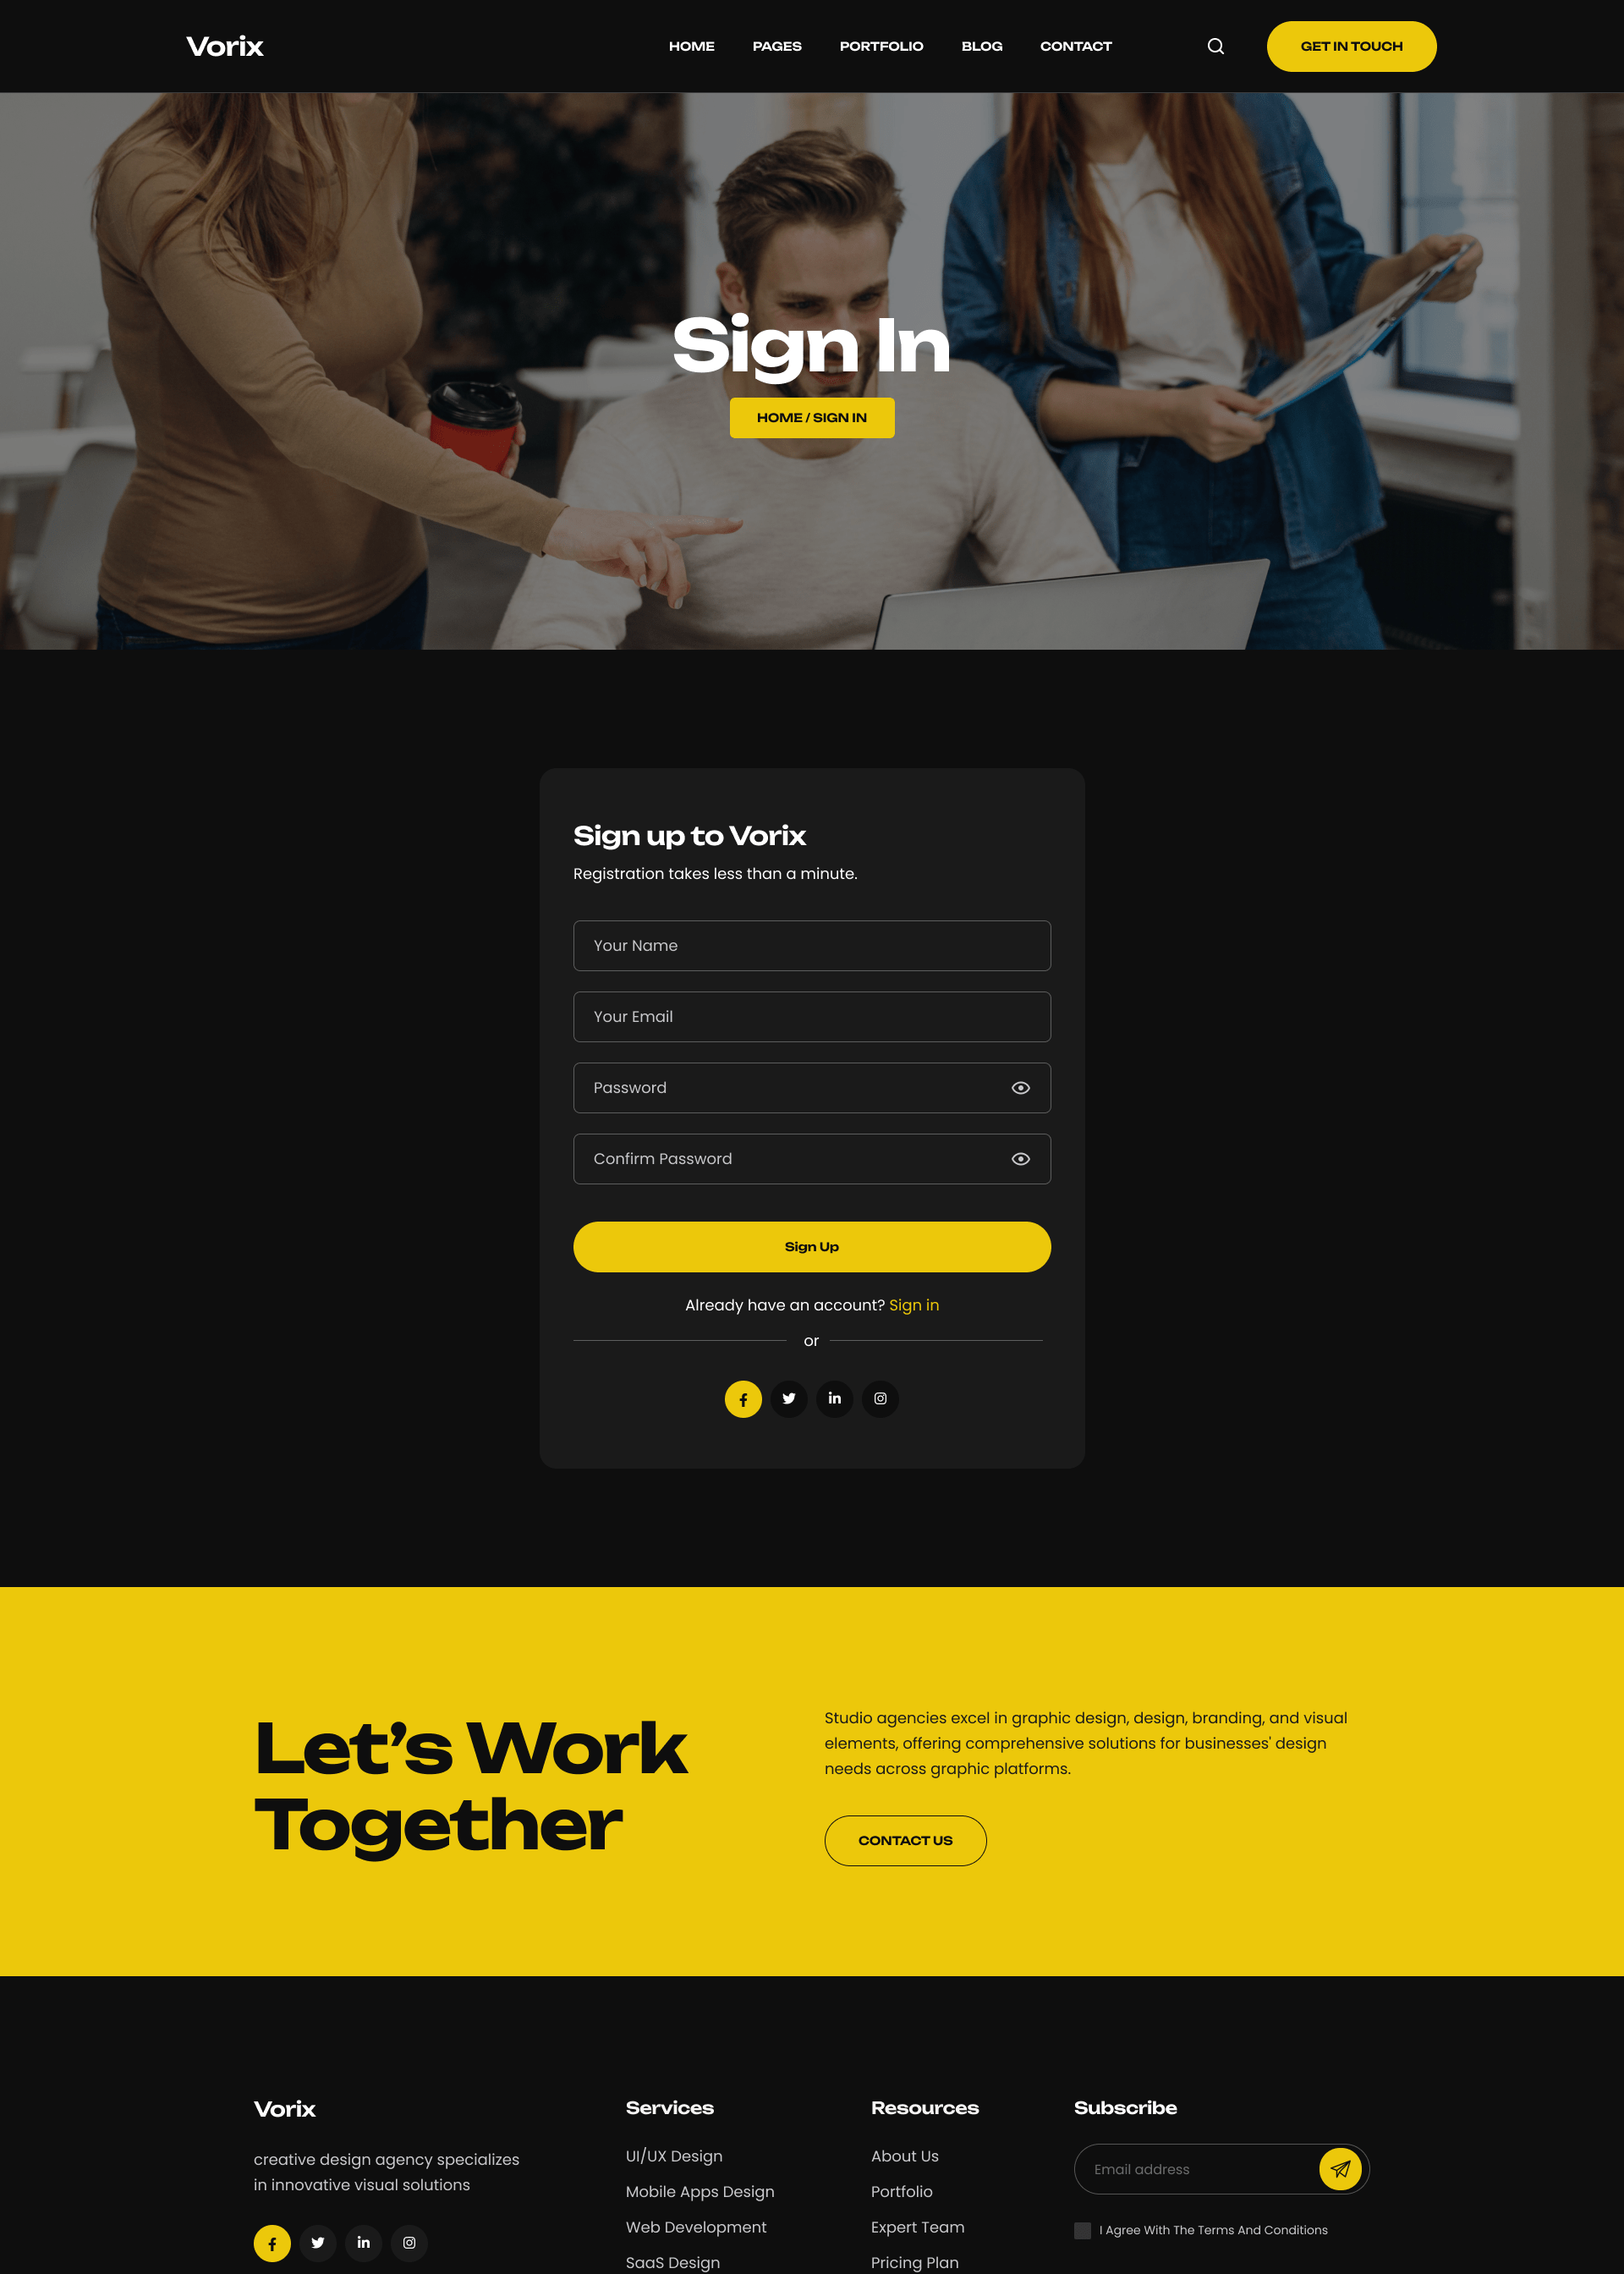 Vorix
HOME
PAGES
PORTFOLIO
BLOG
CONTACT
GET IN TOUCH
Sign In
HOME / SIGN IN
Sign up to Vorix
Registration takes less than a minute.
Your Name
Your Email
Password
Confirm Password
Sign Up
Already have an account? Sign in
or
Let’s Work
Together
Studio agencies excel in graphic design, design, branding, and visual
elements, offering comprehensive solutions for businesses' design
needs across graphic platforms.
CONTACT US
Vorix
creative design agency specializes
in innovative visual solutions
Services
UI/UX Design
Mobile Apps Design
Web Development
SaaS Design
Resources
About Us
Portfolio
Expert Team
Pricing Plan
Subscribe
Email address
I Agree With The Terms And Conditions